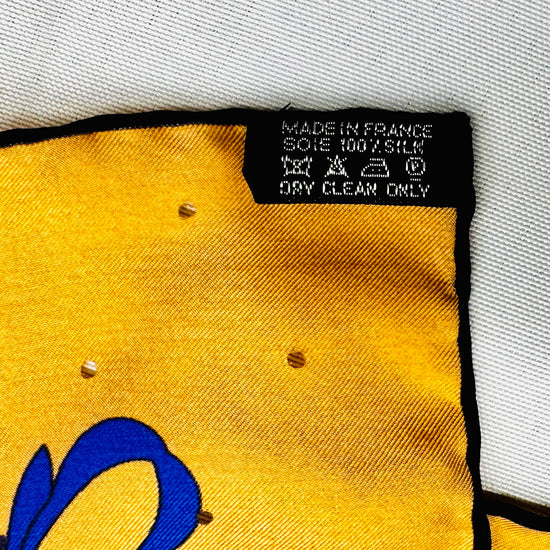 MADE IN FRANCE
SOIE 100% SILK
P
DRY CLEAN ONLY